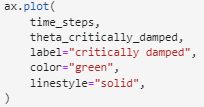 ax.plot(
    time_steps,
    theta_critically_damped,
    label="critically damped",
    color="green",
    linestyle="solid",
)